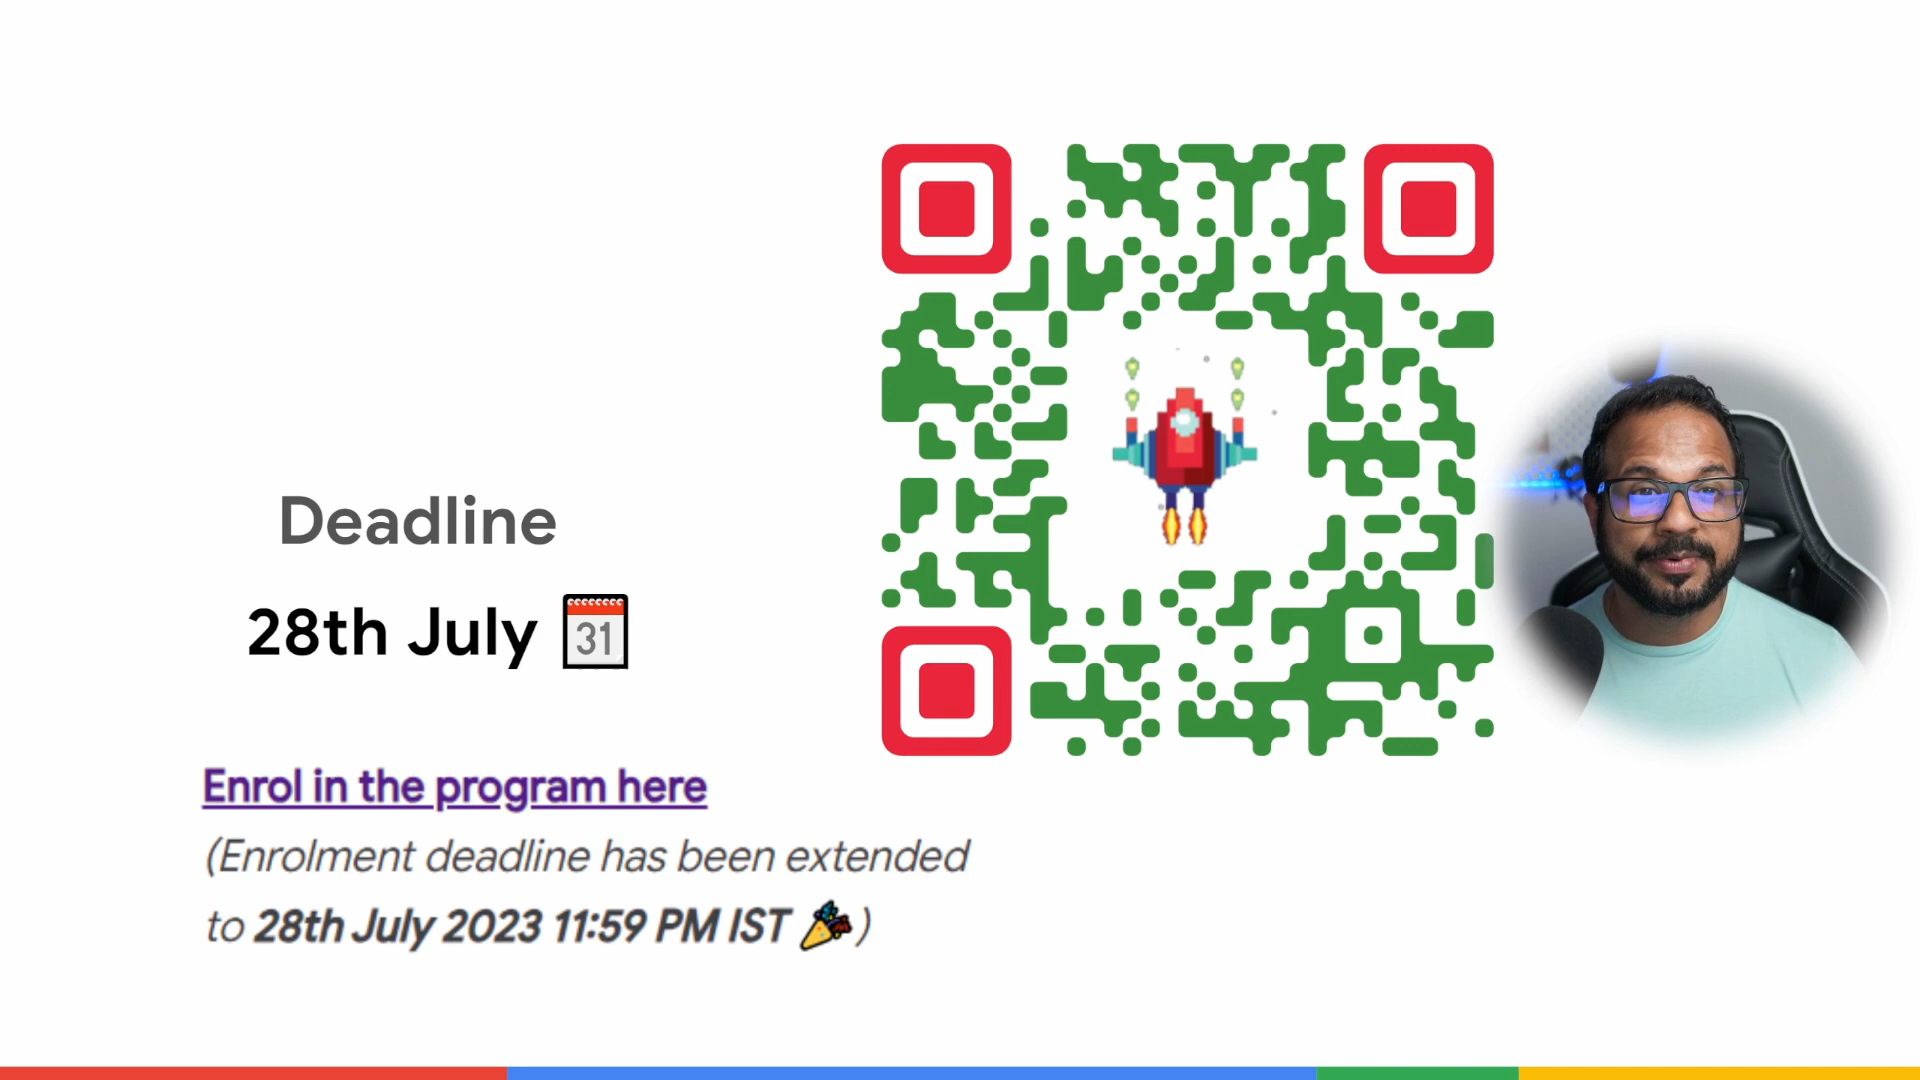 Deadline
28th July 31
Enrol in the program here
(Enrolment deadline has been extended
to 28th July 2023 11:59 PM IST 🎉)